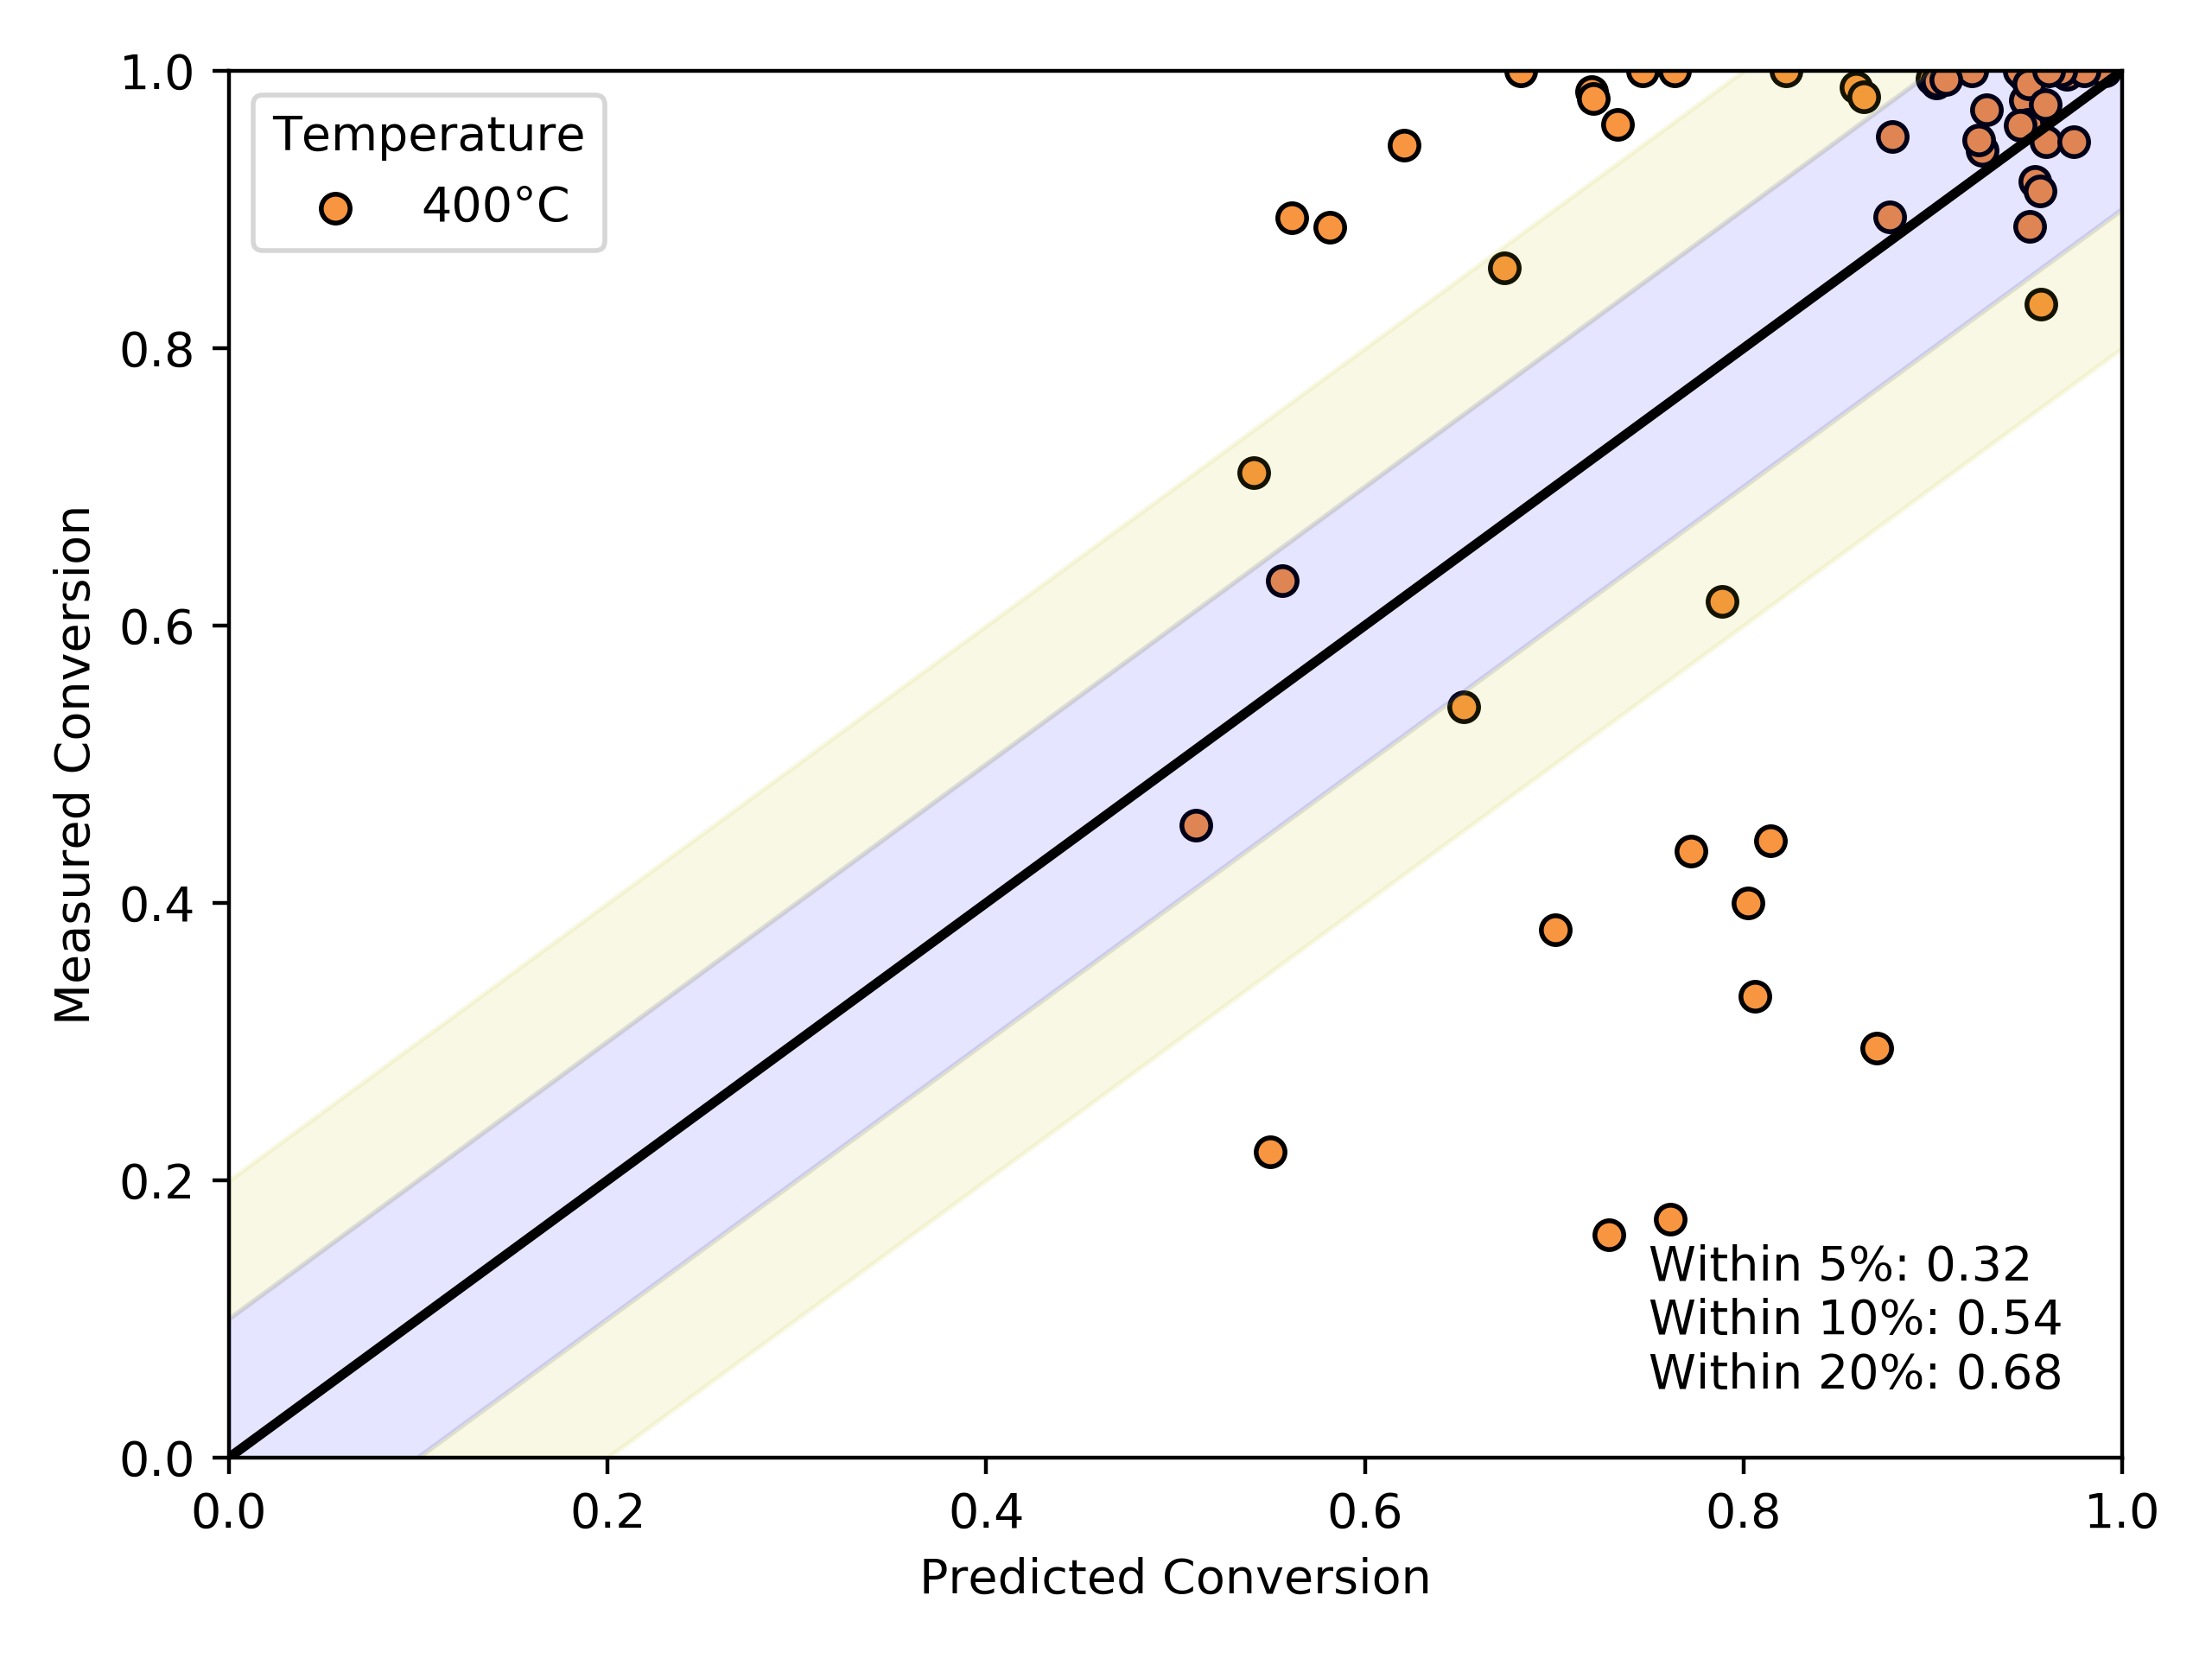 1.0
0.8
0.6
0.4
0.2
0.0
Measured Conversion
Temperature
400°C
Within 5%: 0.32
Within 10%: 0.54
Within 20%: 0.68
0.0 0.2 0.4 0.6 0.8 1.0
Predicted Conversion